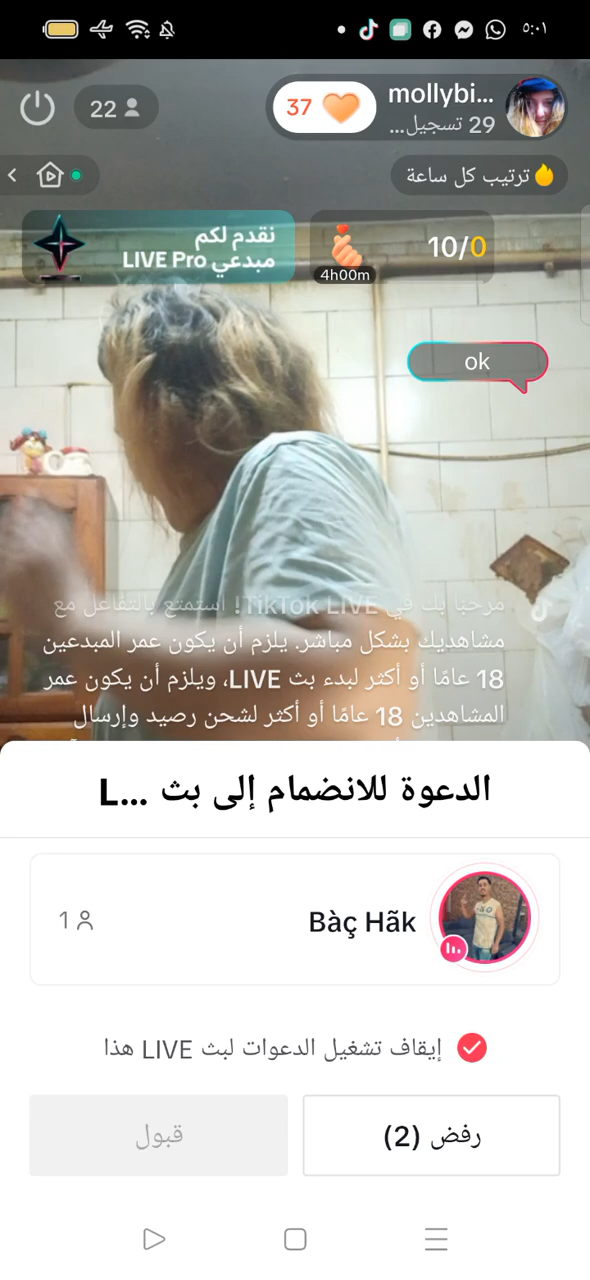 ٥:٠١
mollybi...
29 تسجيل...
37
22
ترتيب كل ساعة
10/0
4h00m
نقدم لكم
مبدعي LIVE Pro
ok
مرحبًا بك في TikTok LIVE! استمتع بالتفاعل مع
مشاهديك بشكل مباشر. يلزم أن يكون عمر المبدعين
18 عامًا أو أكثر لبدء بث LIVE، ويلزم أن يكون عمر
المشاهدين 18 عامًا أو أكثر لشحن رصيد وإرسال
الدعوة للانضمام إلى بث L...
Bàç Hãk
1
إيقاف تشغيل الدعوات لبث LIVE هذا
رفض (2)
قبول